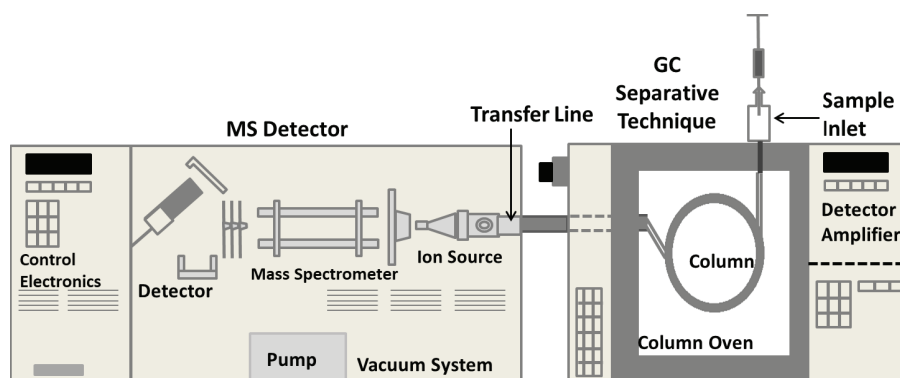 GC
Separative
Technique
Sample
Inlet
Transfer Line
MS Detector
Detector
Amplifier
Column
Column Oven
Control
Electronics
Detector
Mass Spectrometer
Ion Source
Pump
Vacuum System